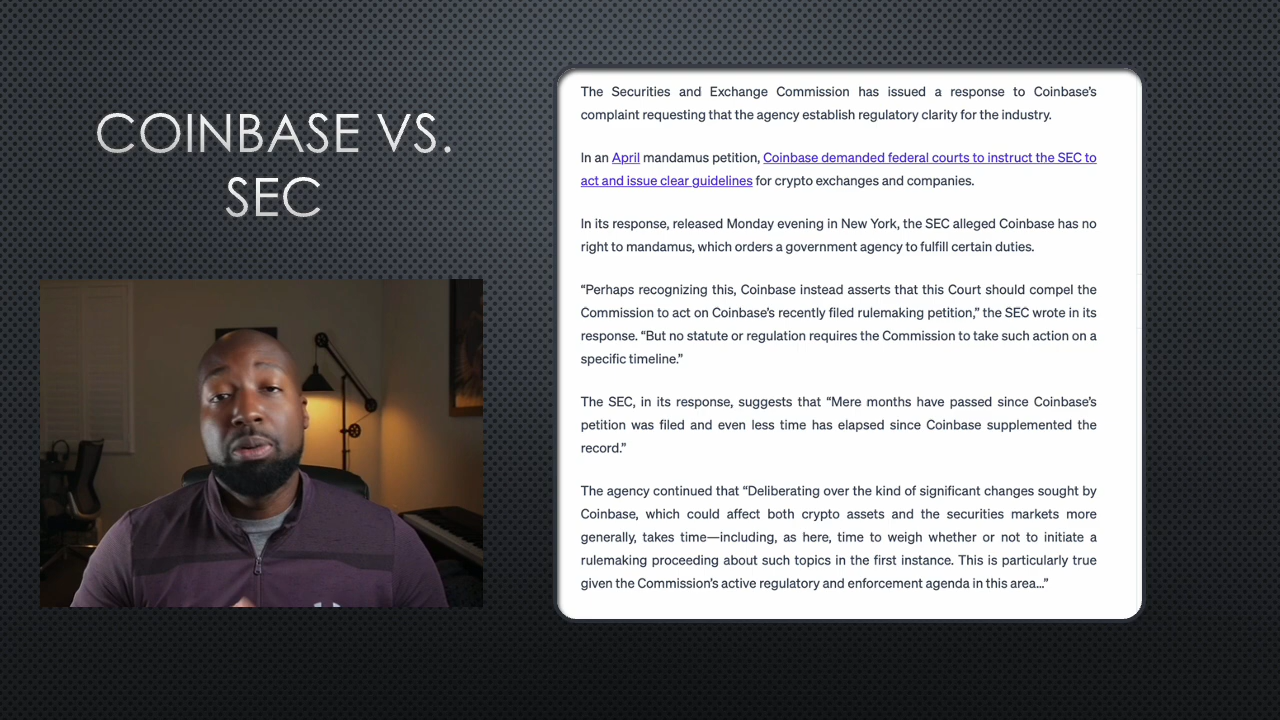 COINBASE VS.
SEC
The Securities and Exchange Commission has issued a response to Coinbase's
complaint requesting that the agency establish regulatory clarity for the industry.
In an April mandamus petition, Coinbase demanded federal courts to instruct the SEC to
act and issue clear guidelines for crypto exchanges and companies.
In its response, released Monday evening in New York, the SEC alleged Coinbase has no
right to mandamus, which orders a government agency to fulfill certain duties.
“Perhaps recognizing this, Coinbase instead asserts that this Court should compel the
Commission to act on Coinbase's recently filed rulemaking petition,” the SEC wrote in its
response. “But no statute or regulation requires the Commission to take such action on a
specific timeline.”
The SEC, in its response, suggests that “Mere months have passed since Coinbase's
petition was filed and even less time has elapsed since Coinbase supplemented the
record.”
The agency continued that “Deliberating over the kind of significant changes sought by
Coinbase, which could affect both crypto assets and the securities markets more
generally, takes time—including, as here, time to weigh whether or not to initiate a
rulemaking proceeding about such topics in the first instance. This is particularly true
given the Commission's active regulatory and enforcement agenda in this area…”